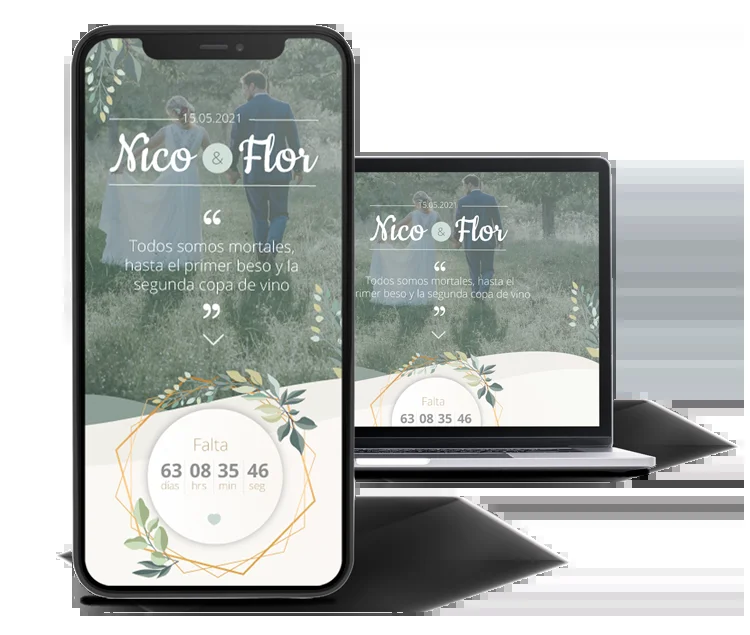 15.05.2021
Nico & Flor
“
Todos somos mortales,
hasta el primer beso y la
segunda copa de vino
”
Falta
63 08 35 46
días hrs min seg
15.05.2021
Nico & Flor
“
Todos somos mortales, hasta el
rimer beso y la segunda copa de vino
”
Falta
63 08 35 46